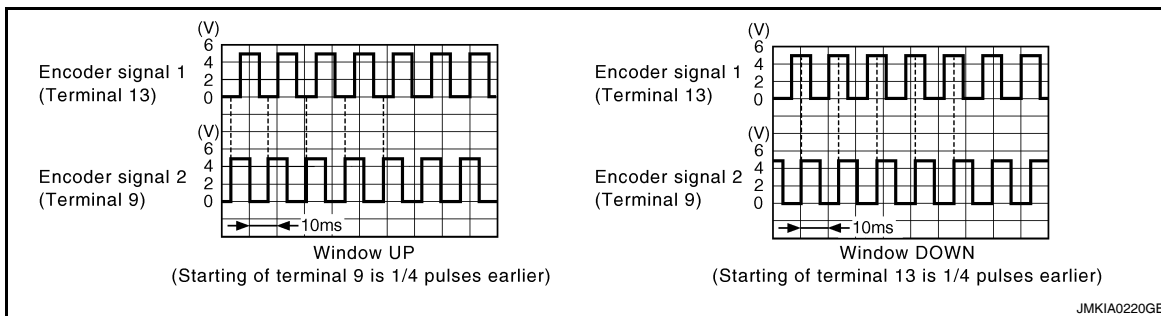 (V)
6
4
2
0
Encoder signal 1
(Terminal 13)
(V)
6
4
2
0
Encoder signal 2
(Terminal 9)
10ms
Window UP
(Starting of terminal 9 is 1/4 pulses earlier)
(V)
6
4
2
0
Encoder signal 1
(Terminal 13)
(V)
6
4
2
0
Encoder signal 2
(Terminal 9)
10ms
Window DOWN
(Starting of terminal 13 is 1/4 pulses earlier)
JMKIA0220GB